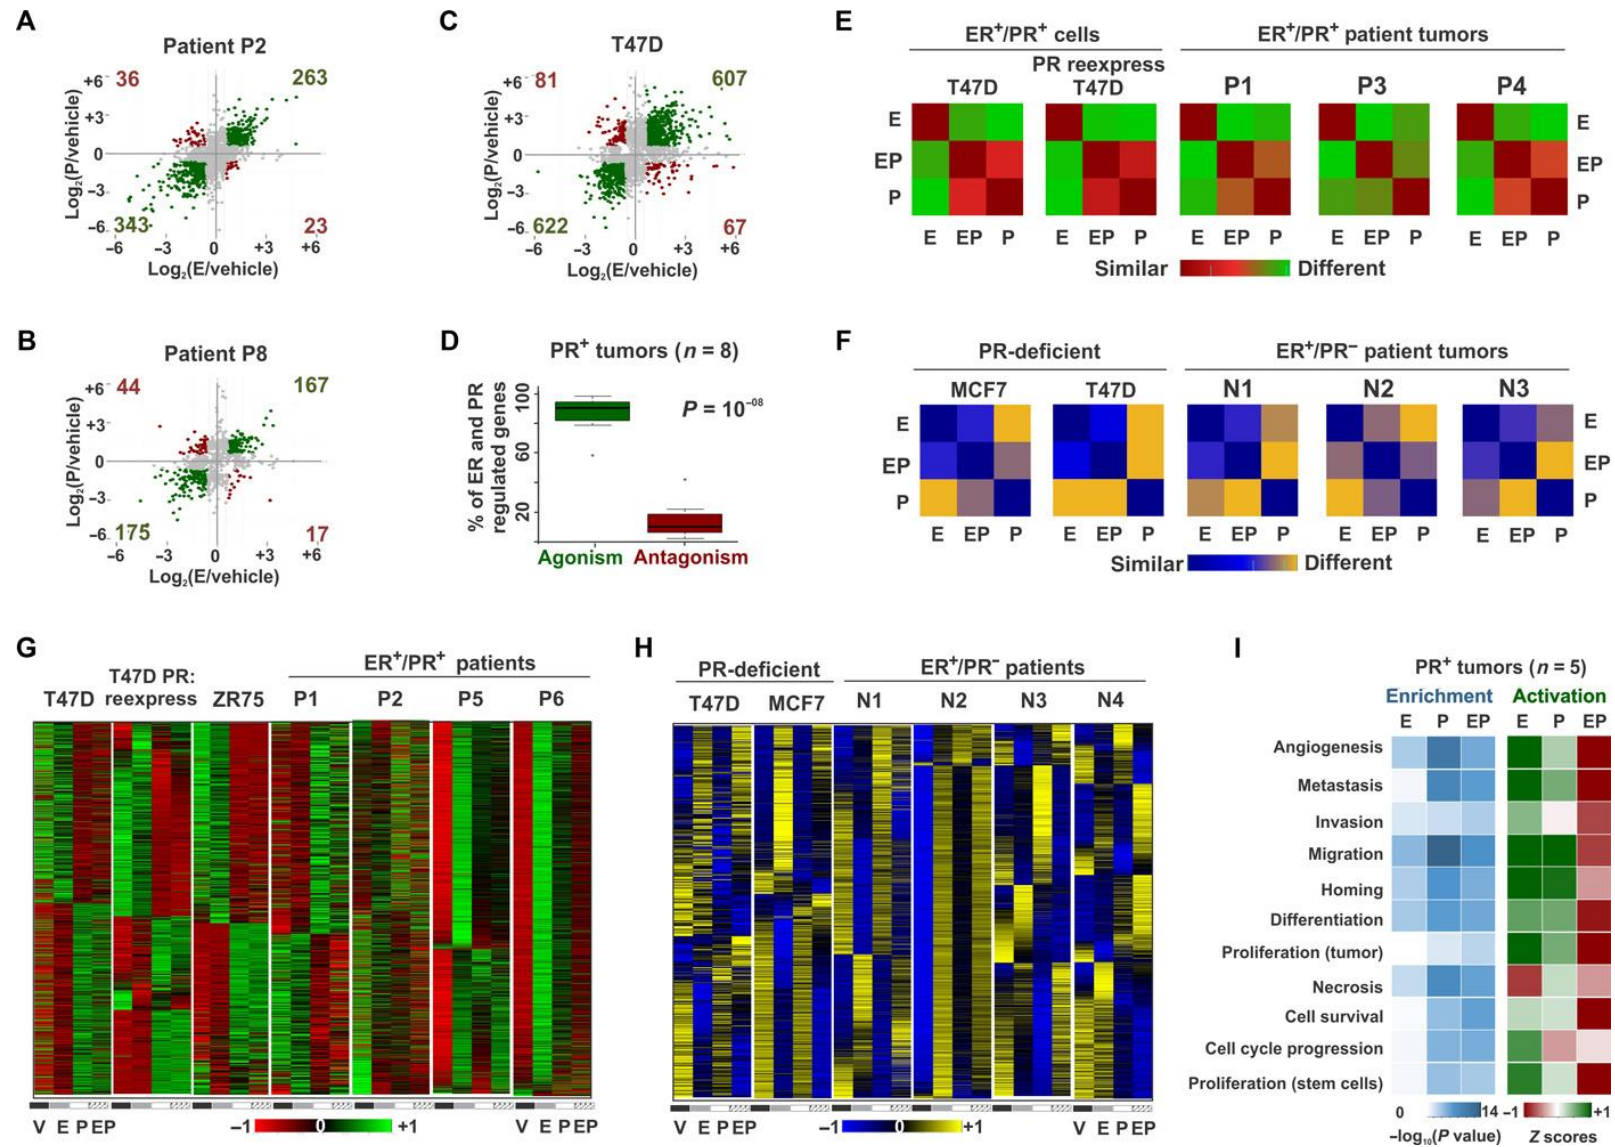 A
Patient P2
36
263
343
23
+6
+3
0
−3
−6
Log2(P/vehicle)
−6 −3 0 +3 +6
Log2(E/vehicle)
B
Patient P8
44
167
175
17
+6
+3
0
−3
−6
Log2(P/vehicle)
−6 −3 0 +3 +6
Log2(E/vehicle)
C
T47D
81
607
622
67
+6
+3
0
−3
−6
Log2(P/vehicle)
−6 −3 0 +3 +6
Log2(E/vehicle)
D
PR+ tumors (n = 8)
P = 10−08
% of ER and PR
regulated genes
100
60
20
Agonism Antagonism
E
ER+/PR+ cells
ER+/PR+ patient tumors
PR reexpress
T47D T47D P1 P3 P4
E E
EP EP
P P
E EP P E EP P E EP P E EP P E EP P
Similar Different
F
PR-deficient
ER+/PR− patient tumors
MCF7 T47D N1 N2 N3
E E
EP EP
P P
E EP P E EP P E EP P E EP P E EP P
Similar Different
G
ER+/PR+ patients
T47D PR:
T47D reexpress ZR75 P1 P2 P5 P6
V E P EP
−1 0 +1
V E P EP
H
PR-deficient
ER+/PR− patients
T47D MCF7 N1 N2 N3 N4
V E P EP
−1 0 +1
V E P EP
I
PR+ tumors (n = 5)
Enrichment Activation
E P EP E P EP
Angiogenesis
Metastasis
Invasion
Migration
Homing
Differentiation
Proliferation (tumor)
Necrosis
Cell survival
Cell cycle progression
Proliferation (stem cells)
0 14 −1 +1
−log10(P value) Z scores